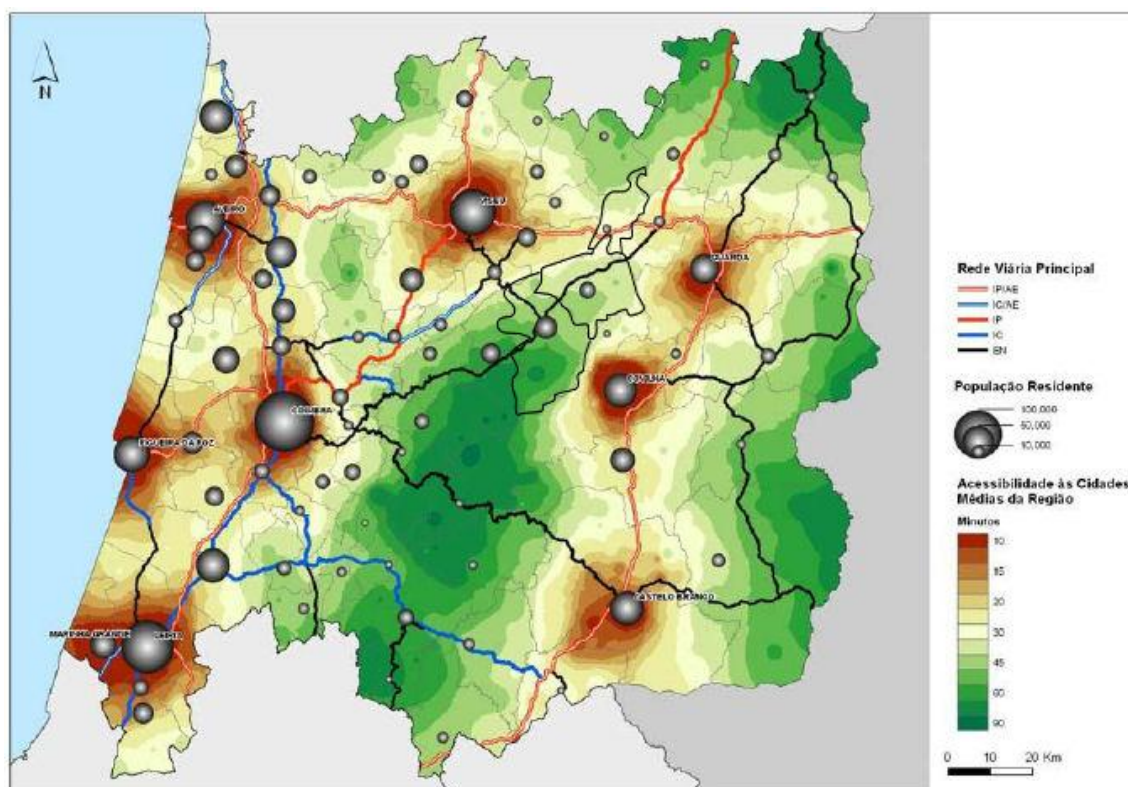 N
AVEIRO
VISEU
GUARDA
COVILHÃ
COIMBRA
FIGUEIRA DA FOZ
CASTELO BRANCO
MARINHA GRANDE
LEIRIA
Rede Viária Principal
IP/AE
IC/AE
IP
IC
EN
População Residente
100,000
50,000
10,000
Acessibilidade às Cidades
Médias da Região
Minutos
10
15
20
30
45
60
90
0 10 20 Km